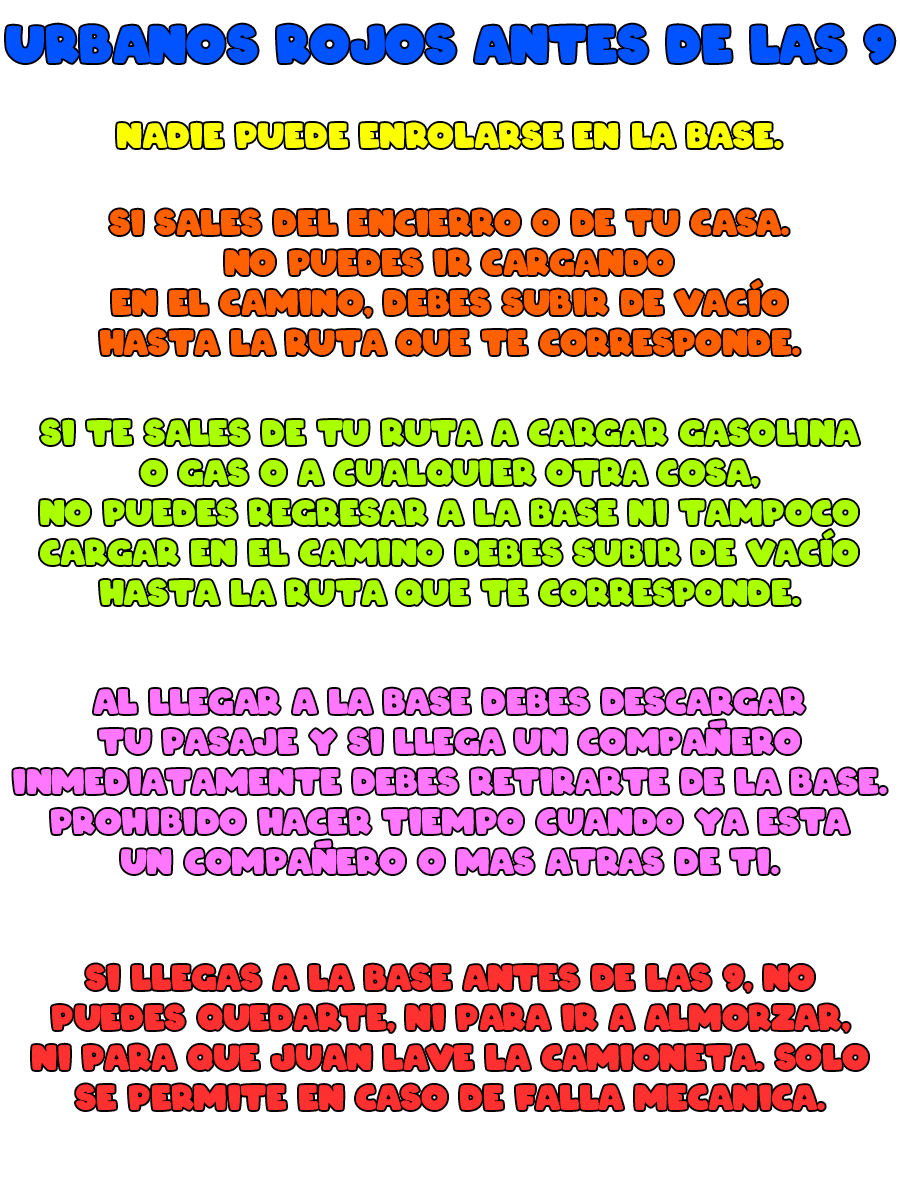 URBANOS ROJOS ANTES DE LAS 9
NADIE PUEDE ENROLARSE EN LA BASE.
SI SALES DEL ENCIERRO O DE TU CASA.
NO PUEDES IR CARGANDO
EN EL CAMINO, DEBES SUBIR DE VACÍO
HASTA LA RUTA QUE TE CORRESPONDE.
SI TE SALES DE TU RUTA A CARGAR GASOLINA
O GAS O A CUALQUIER OTRA COSA,
NO PUEDES REGRESAR A LA BASE NI TAMPOCO
CARGAR EN EL CAMINO DEBES SUBIR DE VACÍO
HASTA LA RUTA QUE TE CORRESPONDE.
AL LLEGAR A LA BASE DEBES DESCARGAR
TU PASAJE Y SI LLEGA UN COMPAÑERO
INMEDIATAMENTE DEBES RETIRARTE DE LA BASE.
PROHIBIDO HACER TIEMPO CUANDO YA ESTA
UN COMPAÑERO O MAS ATRAS DE TI.
SI LLEGAS A LA BASE ANTES DE LAS 9, NO
PUEDES QUEDARTE, NI PARA IR A ALMORZAR,
NI PARA QUE JUAN LAVE LA CAMIONETA. SOLO
SE PERMITE EN CASO DE FALLA MECANICA.